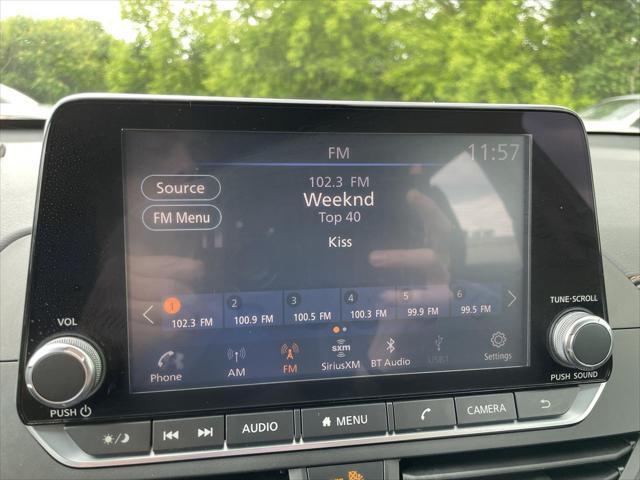 FM 11:57
Source
102.3 FM
Weeknd
FM Menu
Top 40
Kiss
1 2 3 4 5 6
102.3 FM 100.9 FM 100.5 FM 100.3 FM 99.9 FM 99.5 FM
sxm
Phone AM FM SiriusXM BT Audio USB1 Settings
VOL
PUSH
TUNE•SCROLL
PUSH SOUND
AUDIO MENU CAMERA